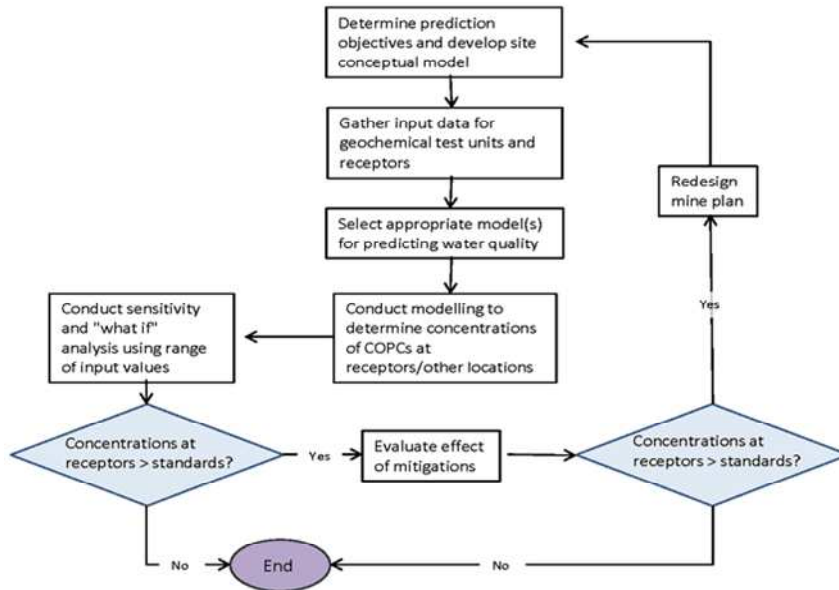 Determine prediction
objectives and develop site
conceptual model
Gather input data for
geochemical test units and
receptors
Redesign
mine plan
Select appropriate model(s)
for predicting water quality
Yes
Conduct sensitivity
and "what if"
analysis using range
of input values
Conduct modelling to
determine concentrations
of COPCs at
receptors/other locations
Concentrations at
receptors > standards?
Yes
Evaluate effect
of mitigations
Concentrations at
receptors > standards?
No
End
No